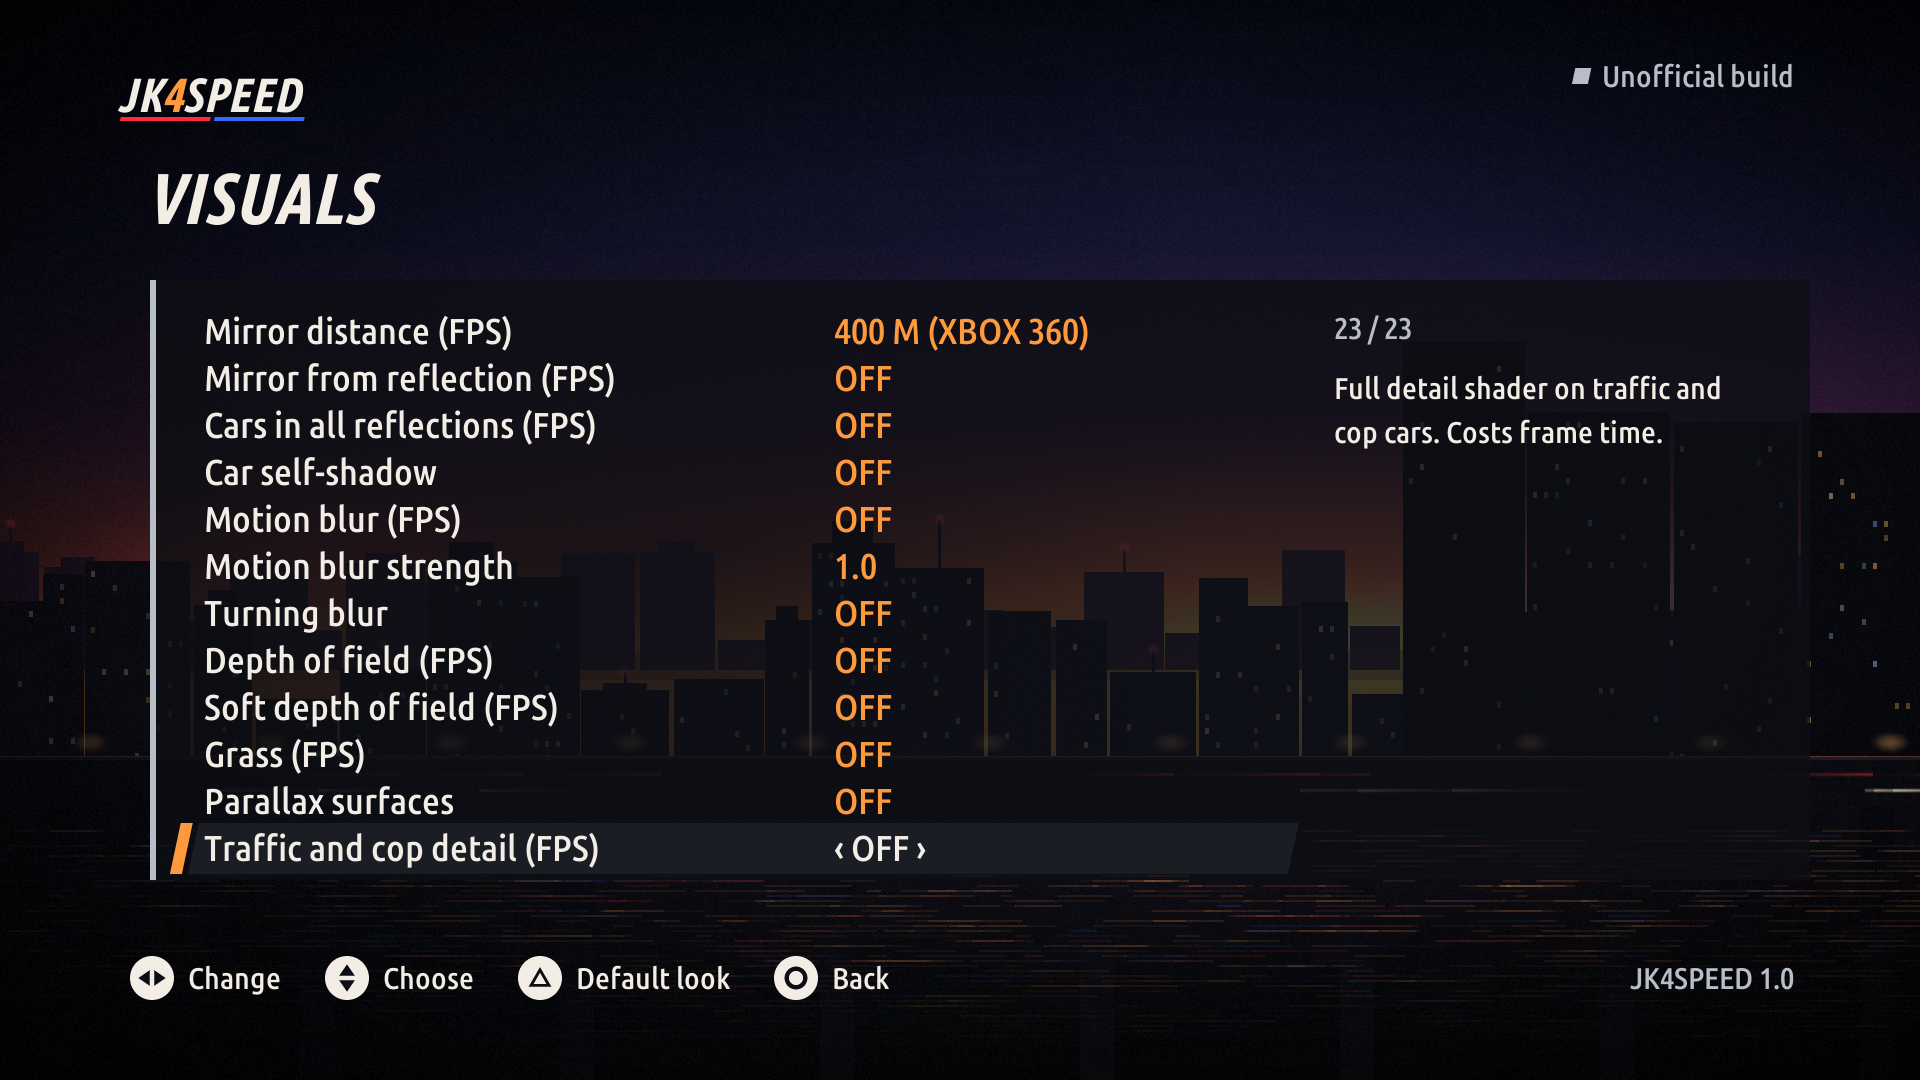 JK4SPEED
Unofficial build
VISUALS
Mirror distance (FPS) 400 M (XBOX 360)
Mirror from reflection (FPS) OFF
Cars in all reflections (FPS) OFF
Car self-shadow OFF
Motion blur (FPS) OFF
Motion blur strength 1.0
Turning blur OFF
Depth of field (FPS) OFF
Soft depth of field (FPS) OFF
Grass (FPS) OFF
Parallax surfaces OFF
Traffic and cop detail (FPS) ‹ OFF ›
23 / 23
Full detail shader on traffic and
cop cars. Costs frame time.
Change Choose Default look Back
JK4SPEED 1.0